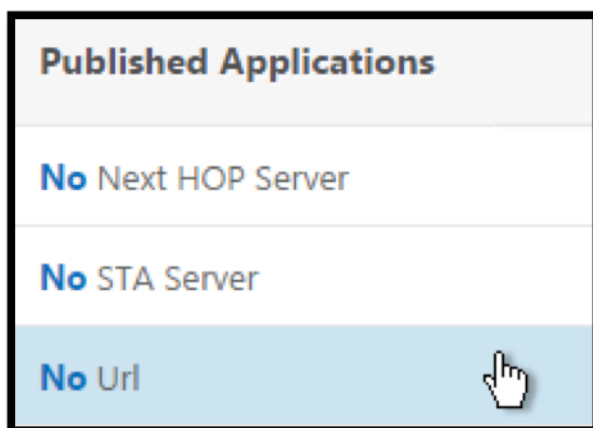 Published Applications
No Next HOP Server
No STA Server
No Url